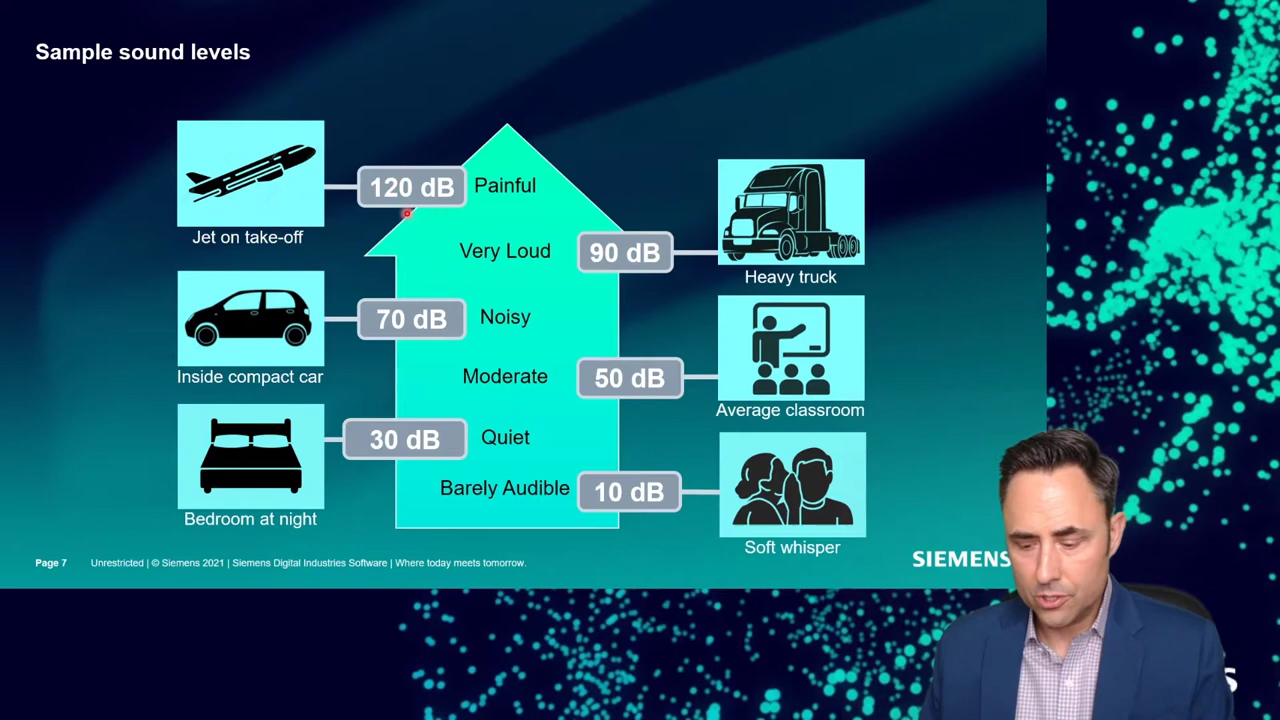 Sample sound levels
120 dB
Painful
Jet on take-off
Very Loud
90 dB
Heavy truck
70 dB
Noisy
Inside compact car
Moderate
50 dB
Average classroom
30 dB
Quiet
Bedroom at night
Barely Audible
10 dB
Soft whisper
Page 7
Unrestricted | © Siemens 2021 | Siemens Digital Industries Software | Where today meets tomorrow.
SIEMENS